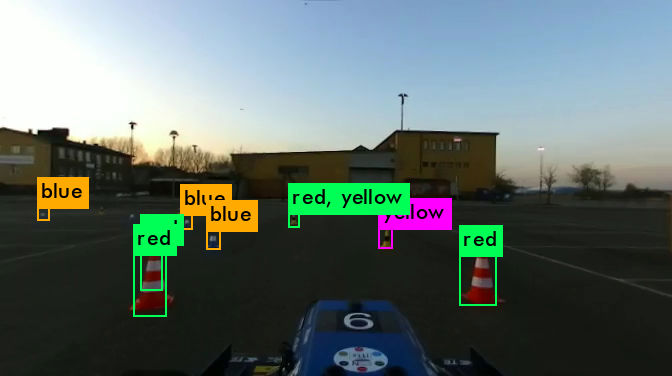 blue
blue
blue
red, yellow
yellow
red
red
6